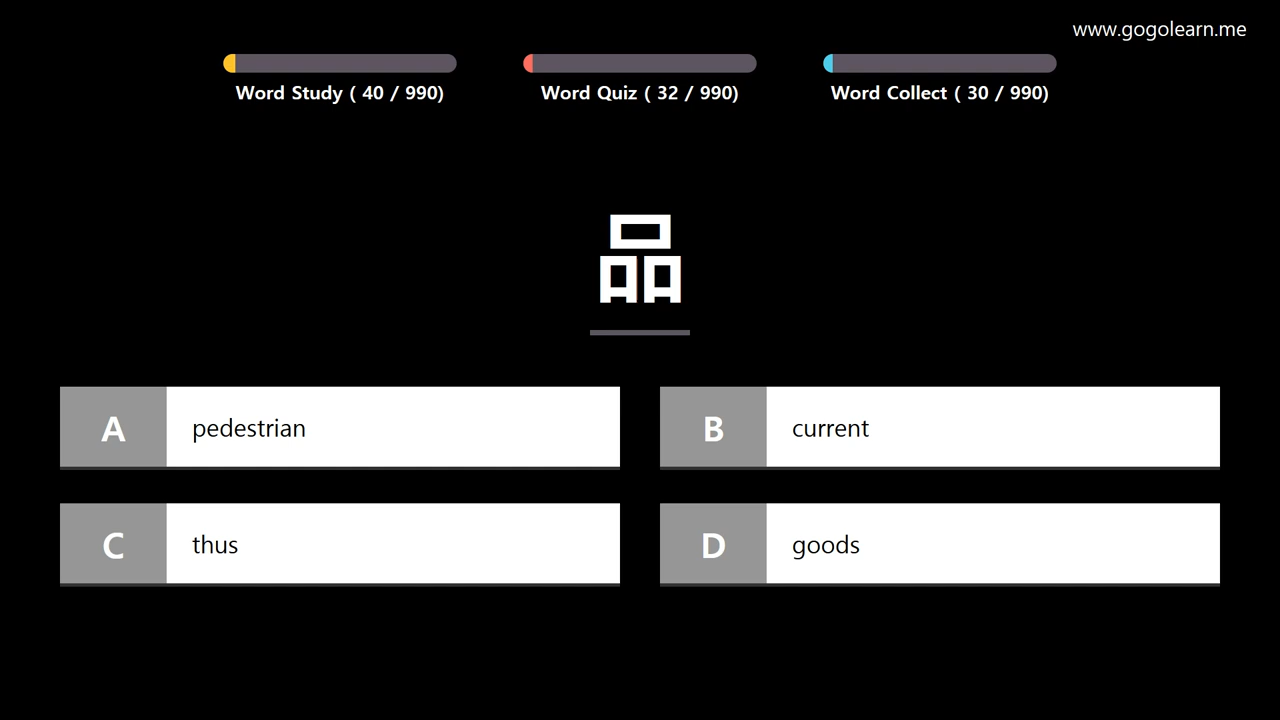 www.gogolearn.me
Word Study ( 40 / 990)
Word Quiz ( 32 / 990)
Word Collect ( 30 / 990)
品
A pedestrian
B current
C thus
D goods